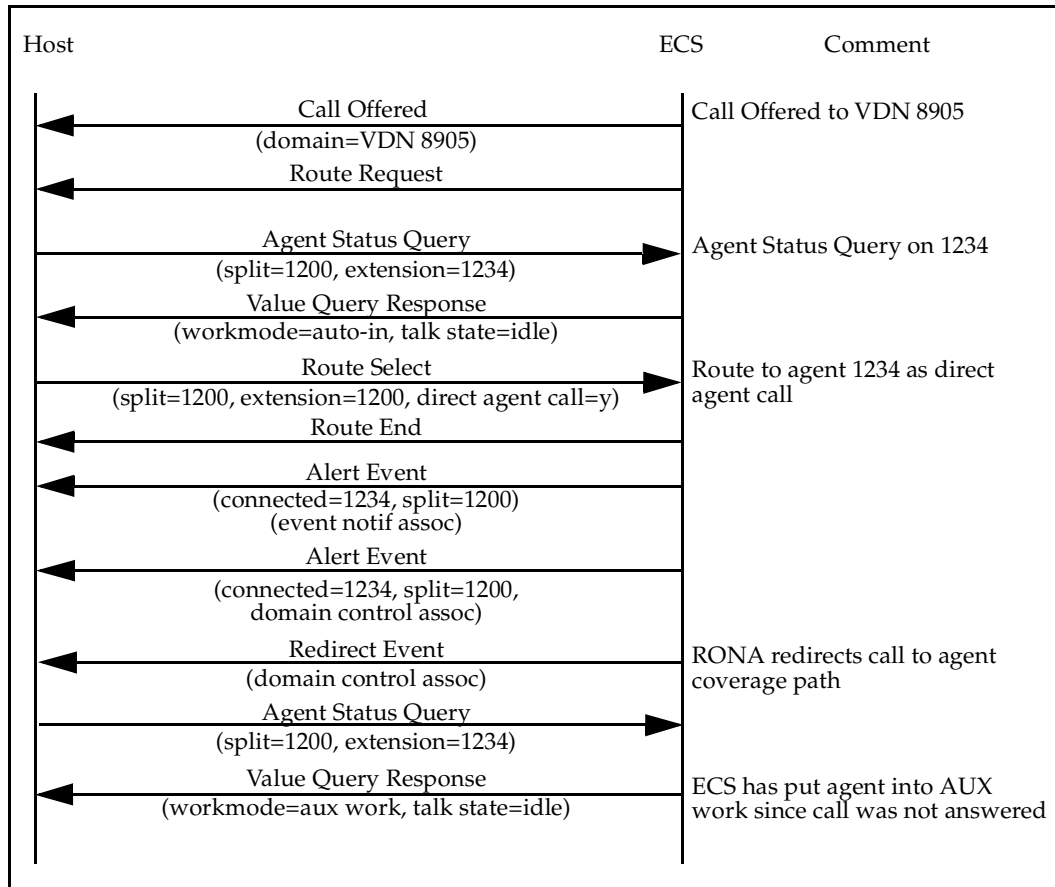 Host ECS Comment
Call Offered
Call Offered to VDN 8905
(domain=VDN 8905)
Route Request
Agent Status Query
Agent Status Query on 1234
(split=1200, extension=1234)
Value Query Response
(workmode=auto-in, talk state=idle)
Route Select
Route to agent 1234 as direct
agent call
(split=1200, extension=1200, direct agent call=y)
Route End
Alert Event
(connected=1234, split=1200)
(event notif assoc)
Alert Event
(connected=1234, split=1200,
domain control assoc)
Redirect Event
RONA redirects call to agent
coverage path
(domain control assoc)
Agent Status Query
(split=1200, extension=1234)
Value Query Response
ECS has put agent into AUX
work since call was not answered
(workmode=aux work, talk state=idle)